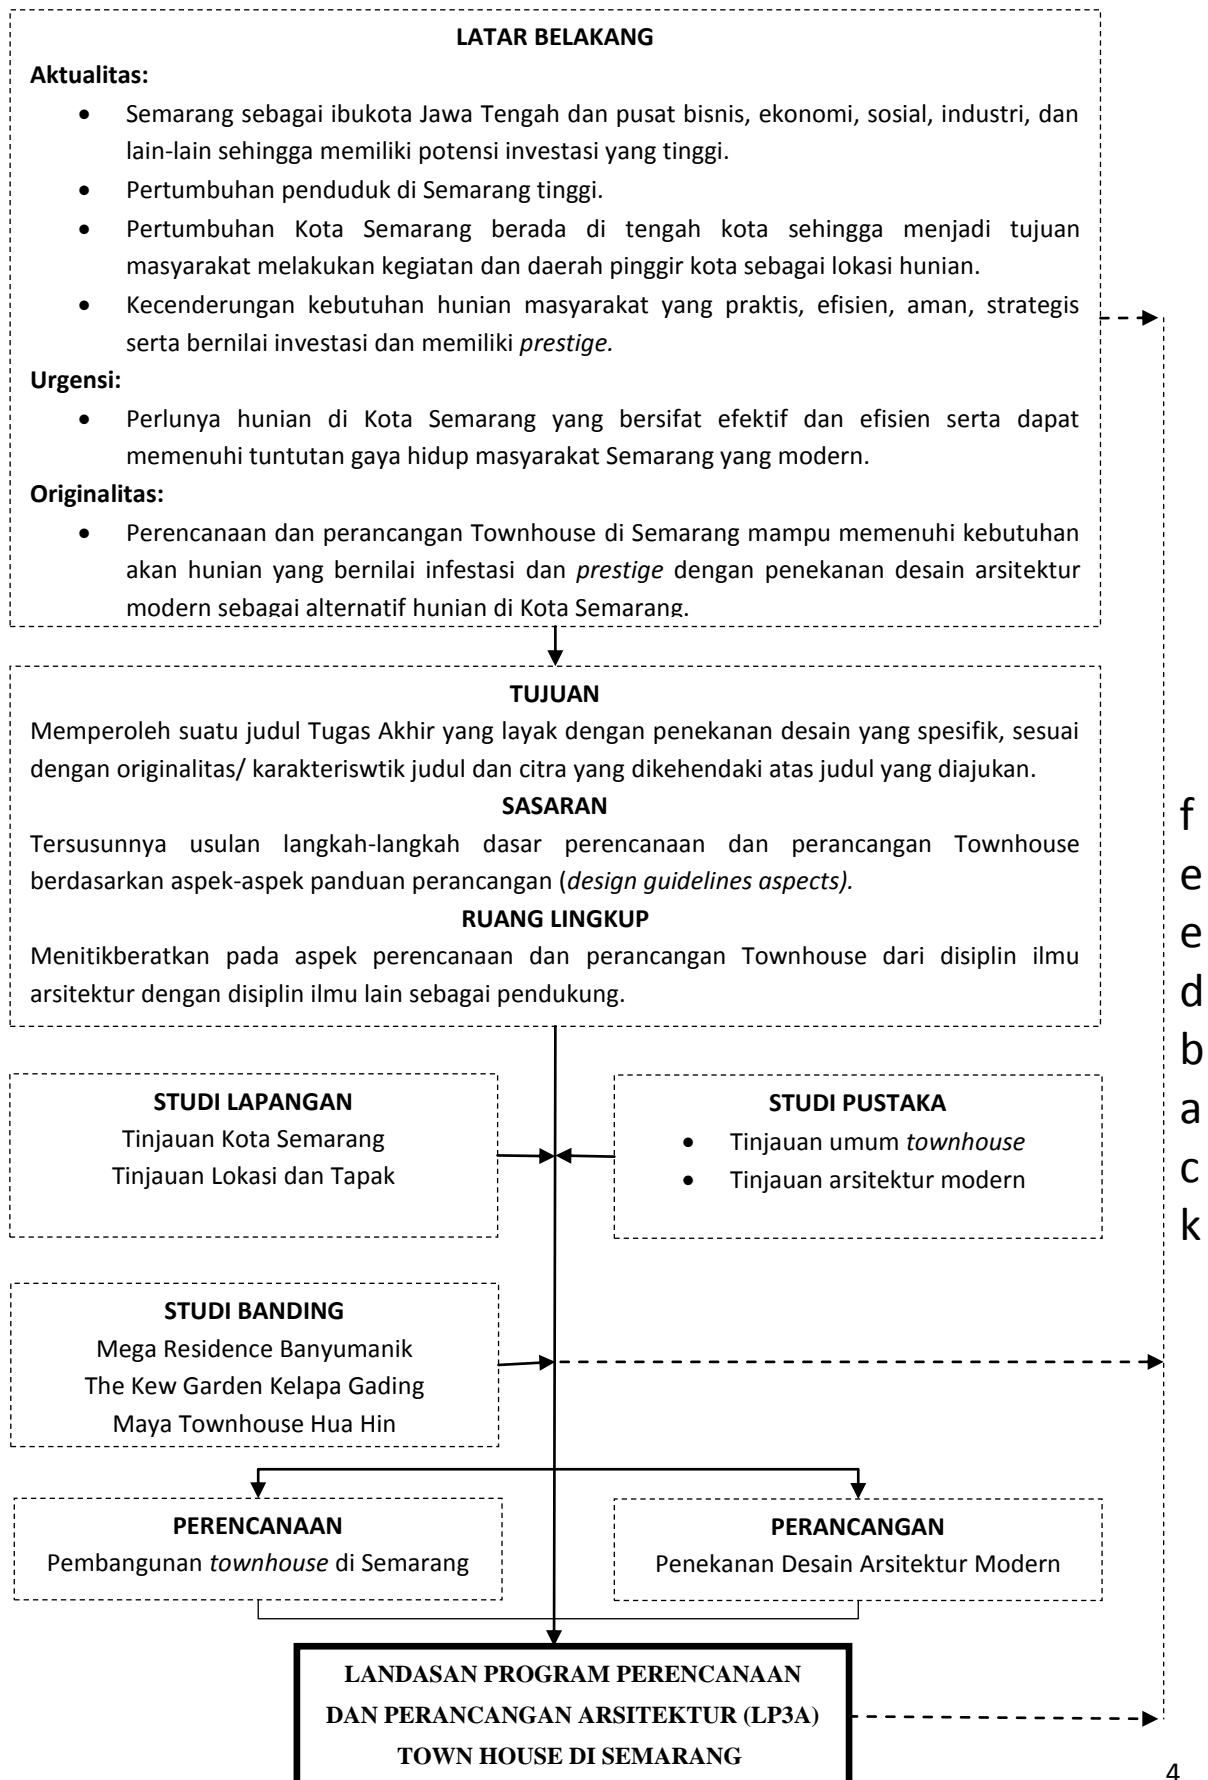 LATAR BELAKANG
Aktualitas:
• Semarang sebagai ibukota Jawa Tengah dan pusat bisnis, ekonomi, sosial, industri, dan
lain-lain sehingga memiliki potensi investasi yang tinggi.
• Pertumbuhan penduduk di Semarang tinggi.
• Pertumbuhan Kota Semarang berada di tengah kota sehingga menjadi tujuan
masyarakat melakukan kegiatan dan daerah pinggir kota sebagai lokasi hunian.
• Kecenderungan kebutuhan hunian masyarakat yang praktis, efisien, aman, strategis
serta bernilai investasi dan memiliki prestige.
Urgensi:
• Perlunya hunian di Kota Semarang yang bersifat efektif dan efisien serta dapat
memenuhi tuntutan gaya hidup masyarakat Semarang yang modern.
Originalitas:
• Perencanaan dan perancangan Townhouse di Semarang mampu memenuhi kebutuhan
akan hunian yang bernilai infestasi dan prestige dengan penekanan desain arsitektur
modern sebagai alternatif hunian di Kota Semarang.
TUJUAN
Memperoleh suatu judul Tugas Akhir yang layak dengan penekanan desain yang spesifik, sesuai
dengan originalitas/ karakteriswtik judul dan citra yang dikehendaki atas judul yang diajukan.
SASARAN
Tersusunnya usulan langkah-langkah dasar perencanaan dan perancangan Townhouse
berdasarkan aspek-aspek panduan perancangan (design guidelines aspects).
RUANG LINGKUP
Menitikberatkan pada aspek perencanaan dan perancangan Townhouse dari disiplin ilmu
arsitektur dengan disiplin ilmu lain sebagai pendukung.
STUDI LAPANGAN
Tinjauan Kota Semarang
Tinjauan Lokasi dan Tapak
STUDI PUSTAKA
• Tinjauan umum townhouse
• Tinjauan arsitektur modern
STUDI BANDING
Mega Residence Banyumanik
The Kew Garden Kelapa Gading
Maya Townhouse Hua Hin
PERENCANAAN
Pembangunan townhouse di Semarang
PERANCANGAN
Penekanan Desain Arsitektur Modern
LANDASAN PROGRAM PERENCANAAN
DAN PERANCANGAN ARSITEKTUR (LP3A)
TOWN HOUSE DI SEMARANG
f
e
e
d
b
a
c
k
4